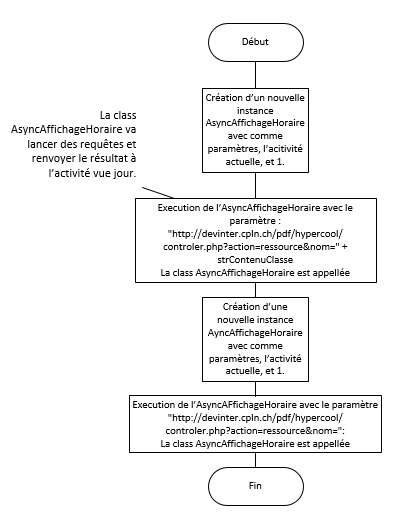 Début
Création d'un nouvelle
instance
AsyncAffichageHoraire
avec comme
paramètres, l'acitivité
actuelle, et 1.
La class
AsyncAffichageHoraire va
lancer des requêtes et
renvoyer le résultat à
l'activité vue jour.
Execution de l'AsyncAffichageHoraire avec le
paramètre :
"http://devinter.cpln.ch/pdf/hypercool/
controler.php?action=ressource&nom=" +
strContenuClasse
La class AsyncAffichageHoraire est appellée
Création d'une
nouvelle instance
AyncAffichageHoraire
avec comme
paramètres, l'activité
actuelle, et 1.
Execution de l'AsyncAFfichageHoraire avec le paramètre
"http://devinter.cpln.ch/pdf/hypercool/
controler.php?action=ressource&nom=":
La class AsyncAffichageHoraire est appellée
Fin